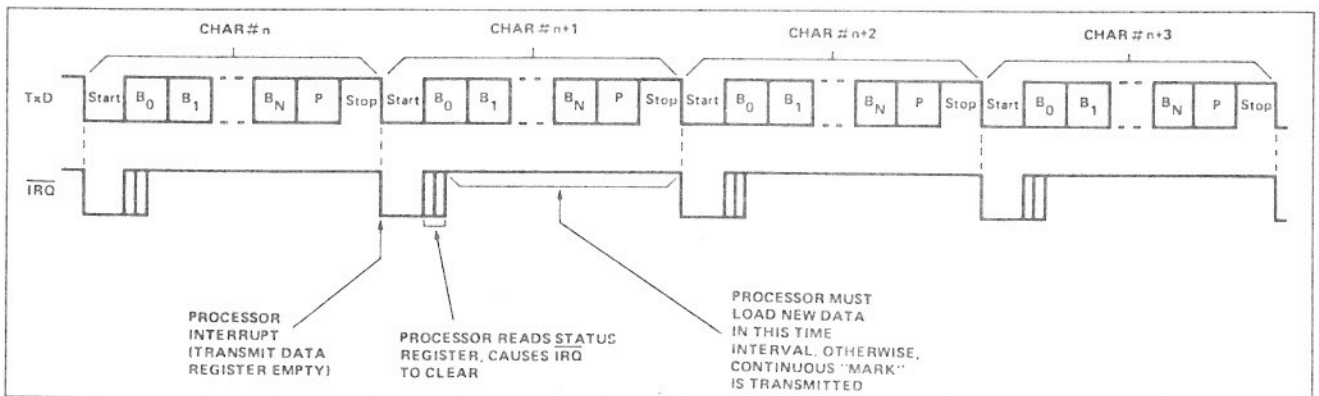 CHAR # n CHAR # n+1 CHAR # n+2 CHAR # n+3
TxD Start B0 B1 BN P Stop Start B0 B1 BN P Stop Start B0 B1 BN P Stop Start B0 B1 BN P Stop
IRQ
PROCESSOR
INTERRUPT
(TRANSMIT DATA
REGISTER EMPTY)
PROCESSOR READS STATUS
REGISTER, CAUSES IRQ
TO CLEAR
PROCESSOR MUST
LOAD NEW DATA
IN THIS TIME
INTERVAL, OTHERWISE,
CONTINUOUS "MARK"
IS TRANSMITTED